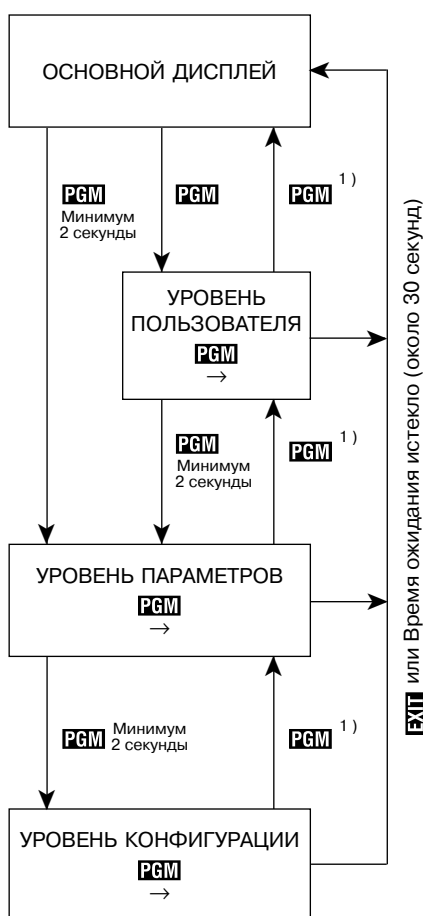 ОСНОВНОЙ ДИСПЛЕЙ
PGM
Минимум
2 секунды
PGM
PGM 1)
УРОВЕНЬ
ПОЛЬЗОВАТЕЛЯ
PGM
→
PGM
Минимум
2 секунды
PGM 1)
УРОВЕНЬ ПАРАМЕТРОВ
PGM
→
PGM Минимум
2 секунды
PGM 1)
УРОВЕНЬ КОНФИГУРАЦИИ
PGM
→
EXIT или Время ожидания истекло (около 30 секунд)